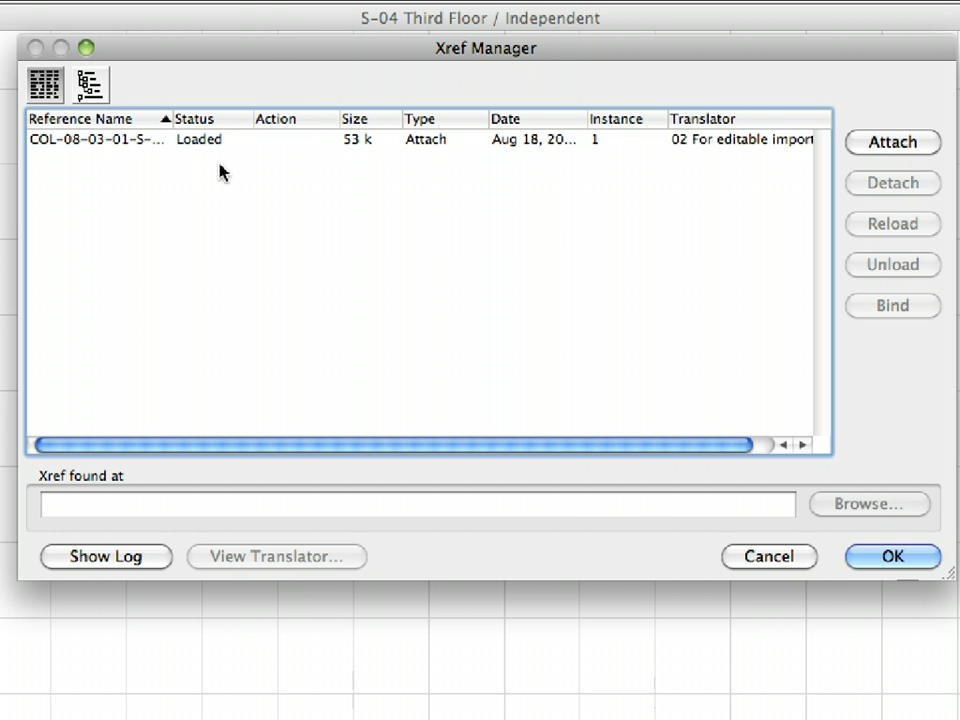 S-04 Third Floor / Independent
Xref Manager
Reference Name Status Action Size Type Date Instance Translator
COL-08-03-01-S-... Loaded 53 k Attach Aug 18, 20... 1 02 For editable import
Attach
Detach
Reload
Unload
Bind
Xref found at
Browse...
Show Log View Translator... Cancel OK